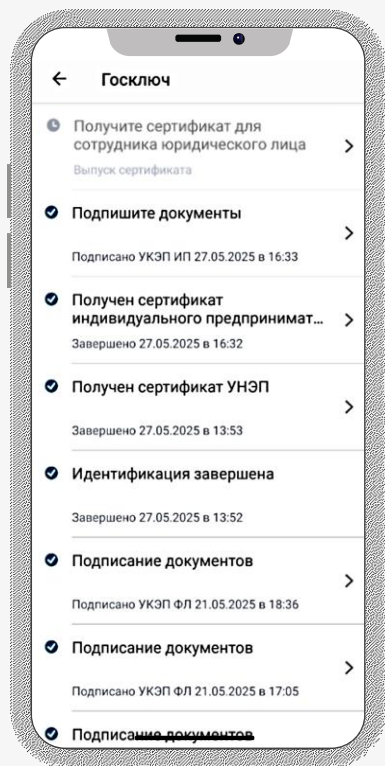 Госключ
Получите сертификат для
сотрудника юридического лица
Выпуск сертификата
Подпишите документы
Подписано УКЭП ИП 27.05.2025 в 16:33
Получен сертификат
индивидуального предпринимат...
Завершено 27.05.2025 в 16:32
Получен сертификат УНЭП
Завершено 27.05.2025 в 13:53
Идентификация завершена
Завершено 27.05.2025 в 13:52
Подписание документов
Подписано УКЭП ФЛ 21.05.2025 в 18:36
Подписание документов
Подписано УКЭП ФЛ 21.05.2025 в 17:05
Подписание документов